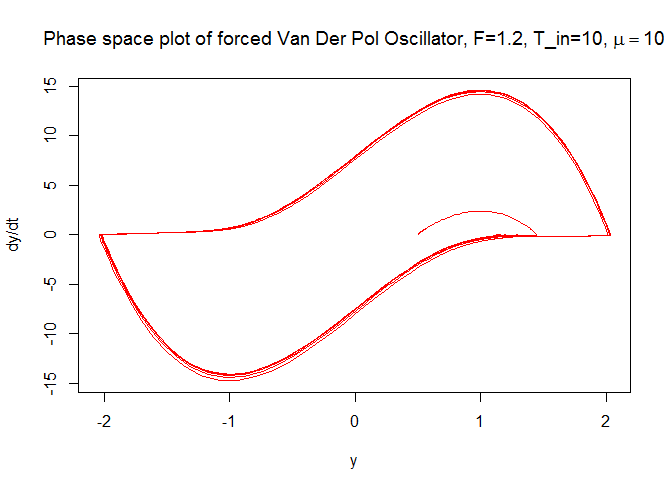 Phase space plot of forced Van Der Pol Oscillator, F=1.2, T_in=10, μ = 10
15
10
5
0
-5
-10
-15
dy/dt
-2 -1 0 1 2
y